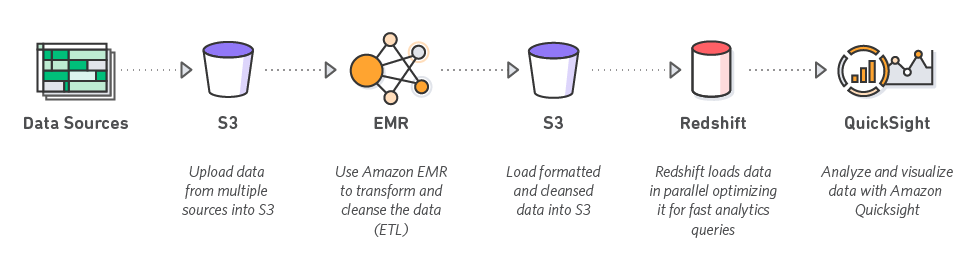 Data Sources
S3
EMR
S3
Redshift
QuickSight
Upload data
from multiple
sources into S3
Use Amazon EMR
to transform and
cleanse the data
(ETL)
Load formatted
and cleansed
data into S3
Redshift loads data
in parallel optimizing
it for fast analytics
queries
Analyze and visualize
data with Amazon
Quicksight